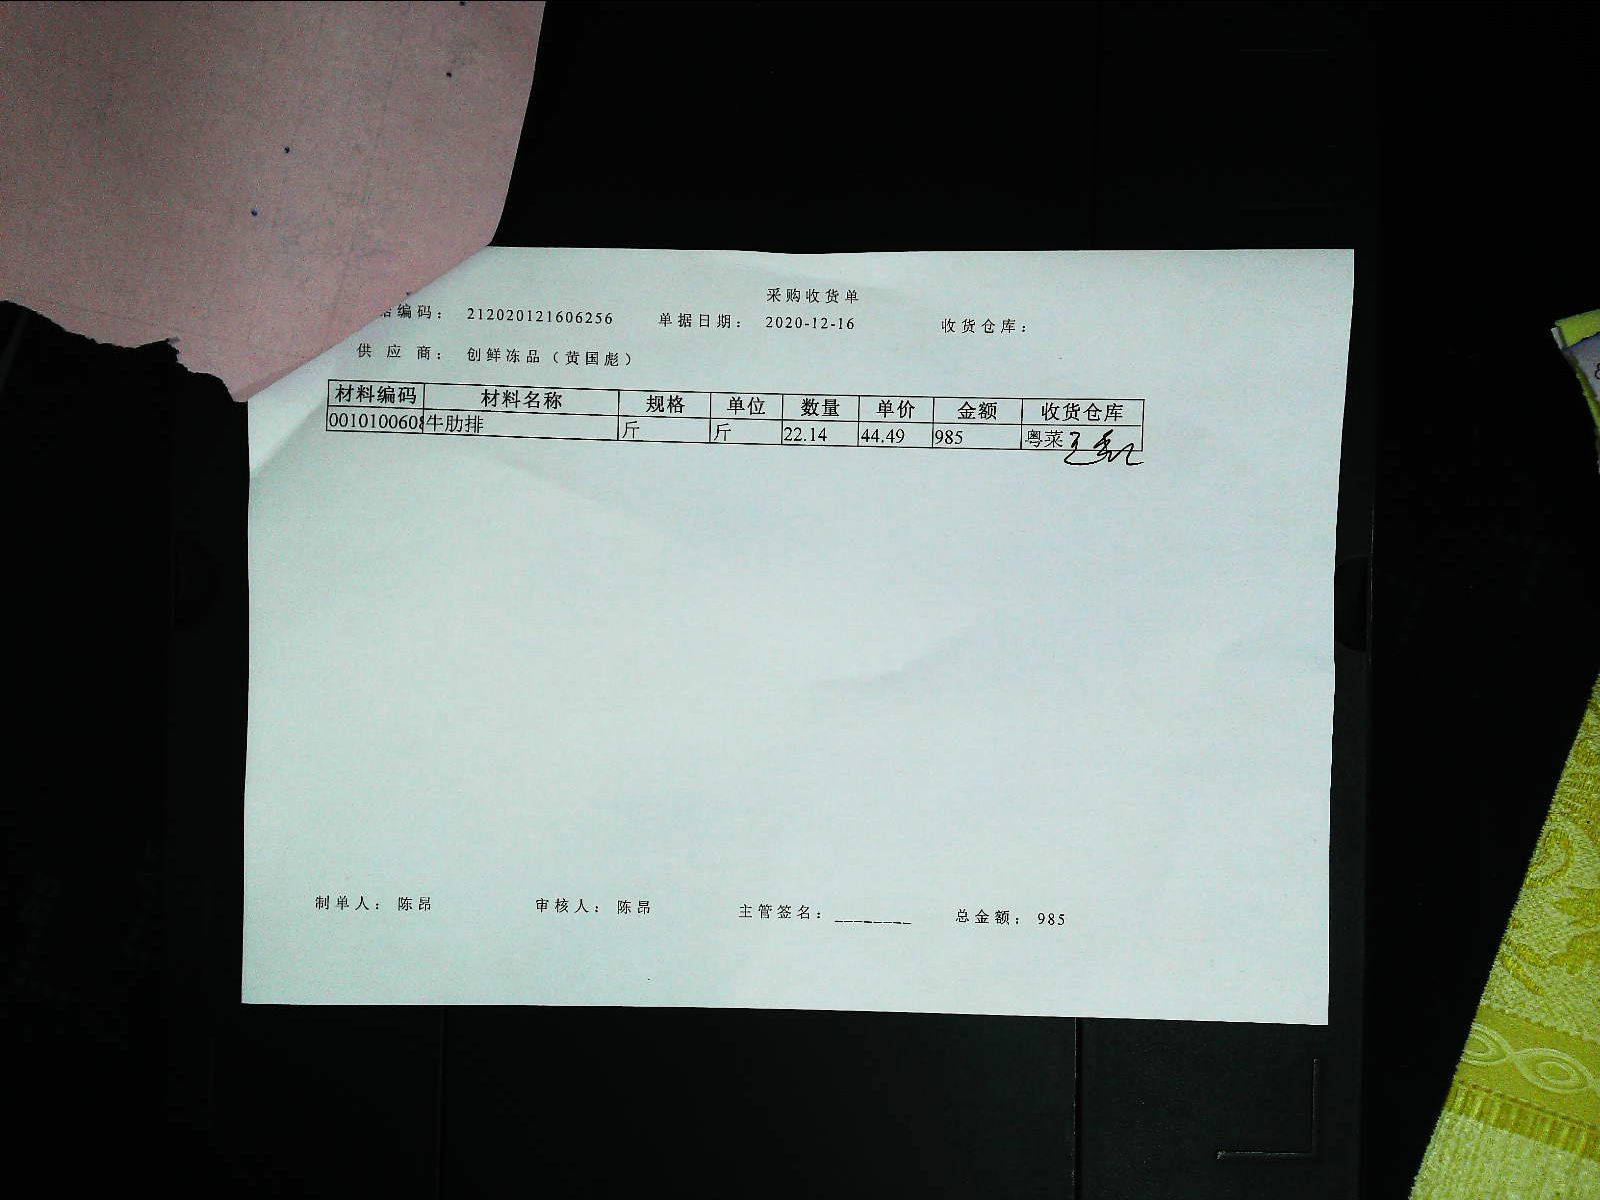 采购收货单
编码： 212020121606256 单据日期： 2020-12-16 收货仓库：
供 应 商： 创鲜冻品（黄国彪）
材料编码 材料名称 规格 单位 数量 单价 金额 收货仓库
0010100608 牛肋排 斤 斤 22.14 44.49 985 粤菜
制单人： 陈昂 审核人： 陈昂 主管签名：________ 总金额： 985